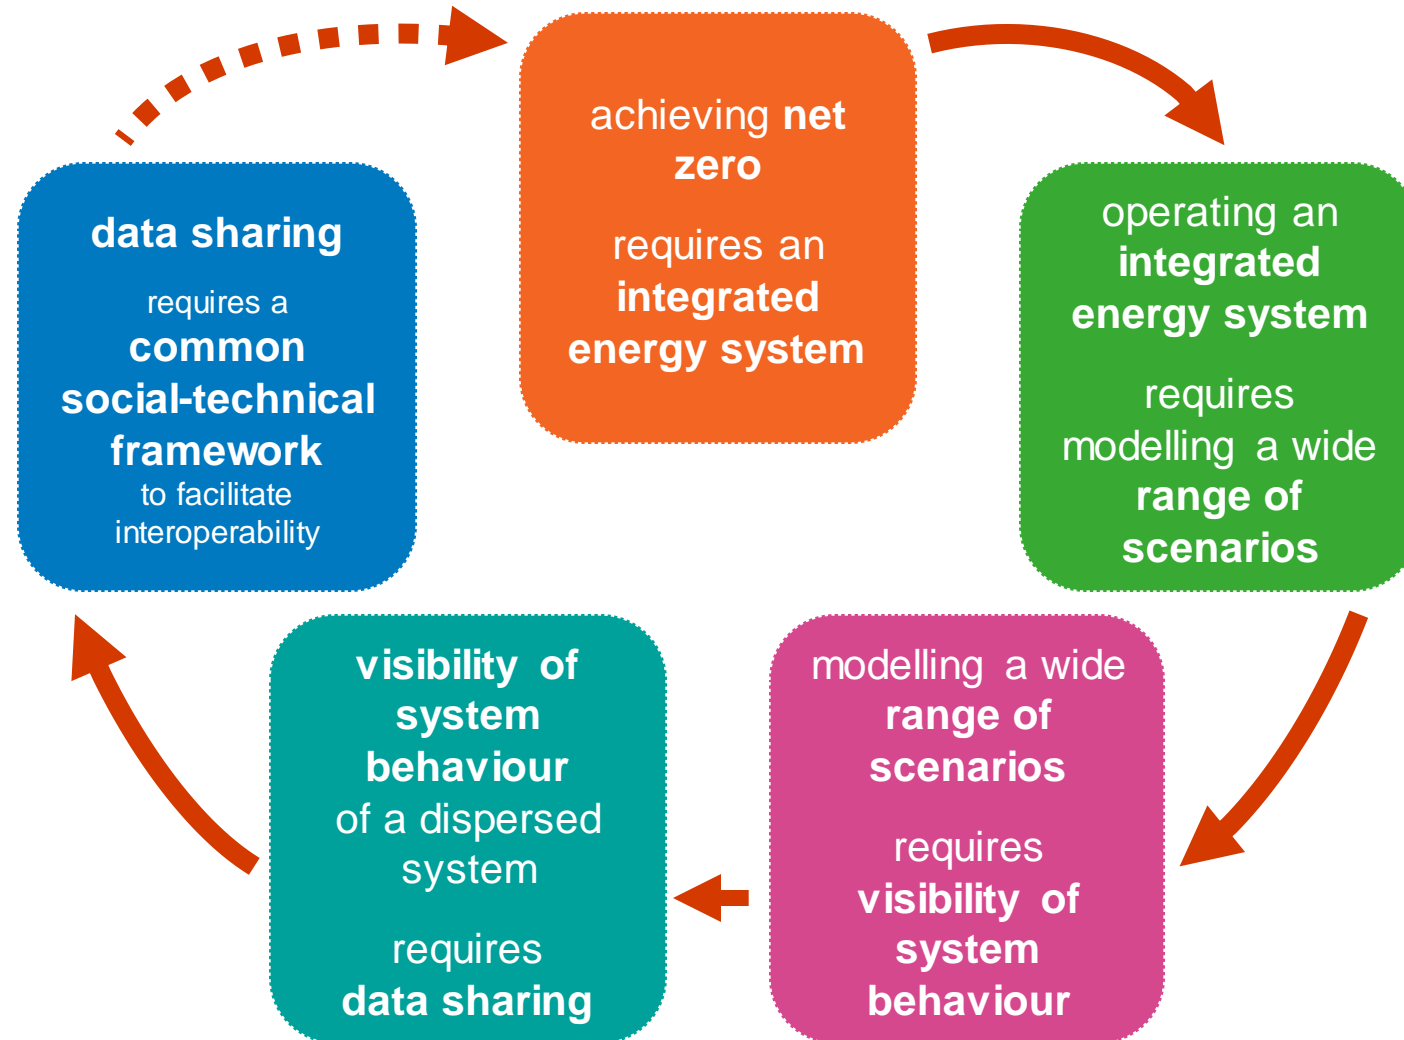 achieving net
zero
requires an
integrated
energy system
operating an
integrated
energy system
requires
modelling a wide
range of
scenarios
modelling a wide
range of
scenarios
requires
visibility of
system
behaviour
visibility of
system
behaviour
of a dispersed
system
requires
data sharing
data sharing
requires a
common
social-technical
framework
to facilitate
interoperability